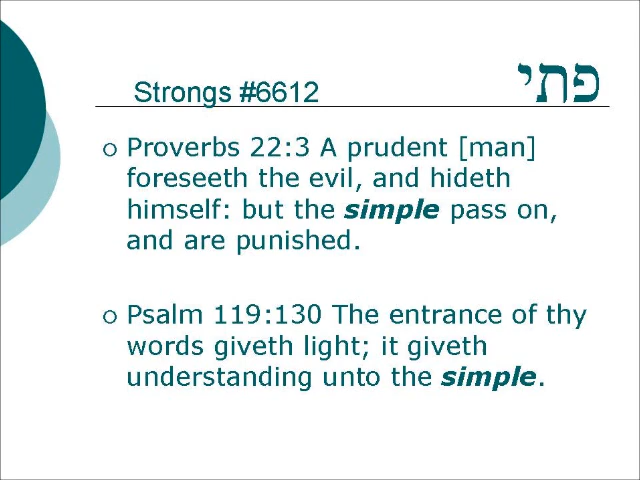 Strongs #6612 פתי
○ Proverbs 22:3 A prudent [man]
foreseeth the evil, and hideth
himself: but the simple pass on,
and are punished.
○ Psalm 119:130 The entrance of thy
words giveth light; it giveth
understanding unto the simple.